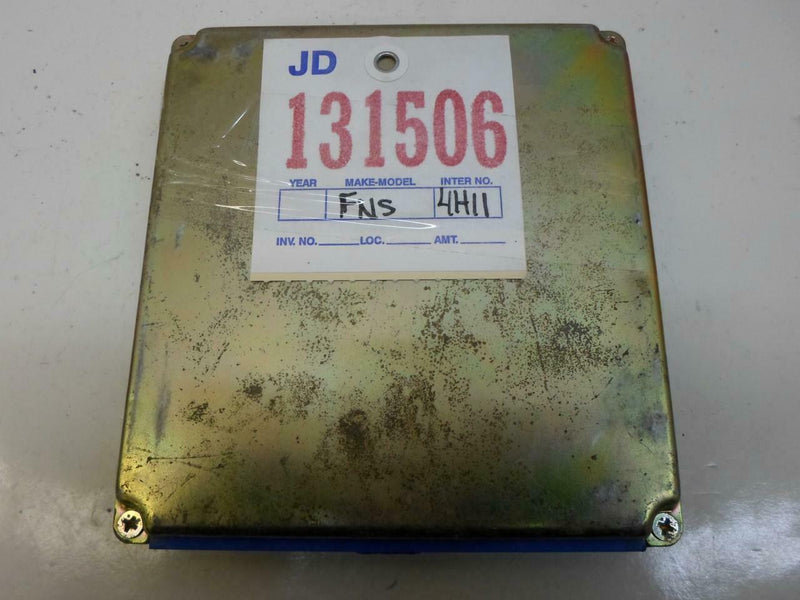 JD
131506
YEAR MAKE-MODEL INTER NO.
FNS 4H11
INV. NO. LOC. AMT.